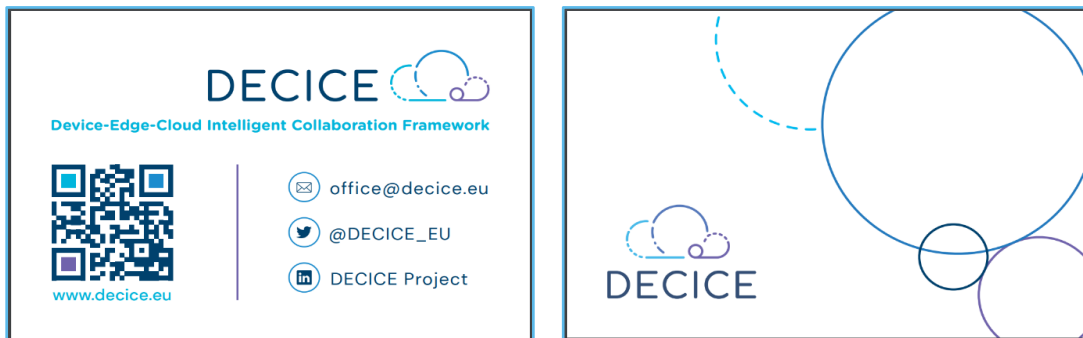 DECICE
Device-Edge-Cloud Intelligent Collaboration Framework
office@decice.eu
@DECICE_EU
DECICE Project
www.decice.eu
DECICE